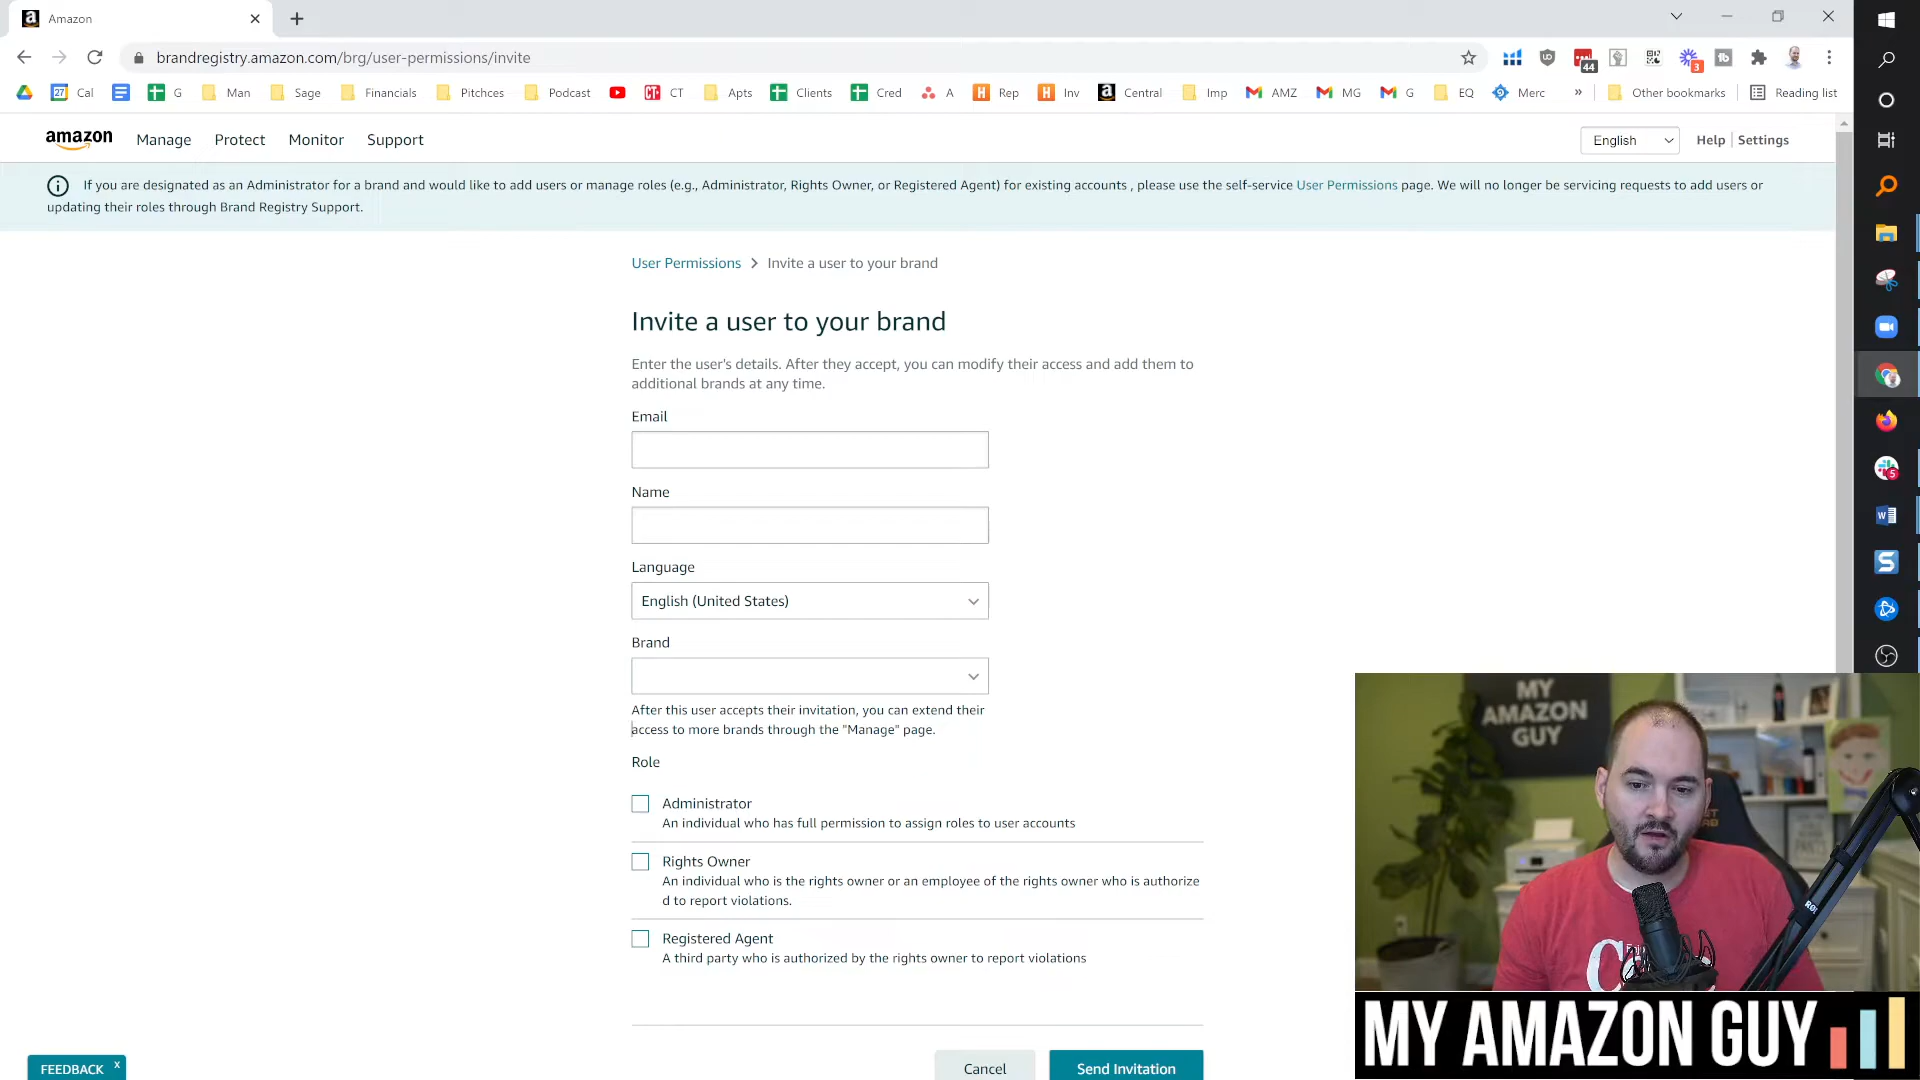 Amazon
brandregistry.amazon.com/brg/user-permissions/invite
44
3
27 Cal
G
Man
Sage
Financials
Pitchces
Podcast
CT CT
Apts
Clients
Cred
A
H Rep
H Inv
Central
Imp
AMZ
MG
G
EQ
Merc
»
Other bookmarks
Reading list
amazon
Manage
Protect
Monitor
Support
English
Help | Settings
If you are designated as an Administrator for a brand and would like to add users or manage roles (e.g., Administrator, Rights Owner, or Registered Agent) for existing accounts , please use the self-service User Permissions page. We will no longer be servicing requests to add users or
updating their roles through Brand Registry Support.
User Permissions > Invite a user to your brand
Invite a user to your brand
Enter the user's details. After they accept, you can modify their access and add them to
additional brands at any time.
Email
Name
Language
English (United States)
Brand
After this user accepts their invitation, you can extend their
access to more brands through the "Manage" page.
Role
Administrator
An individual who has full permission to assign roles to user accounts
Rights Owner
An individual who is the rights owner or an employee of the rights owner who is authorize
d to report violations.
Registered Agent
A third party who is authorized by the rights owner to report violations
Cancel
Send Invitation
FEEDBACK x
5
W
S
MY
AMAZON
GUY
MY AMAZON GUY